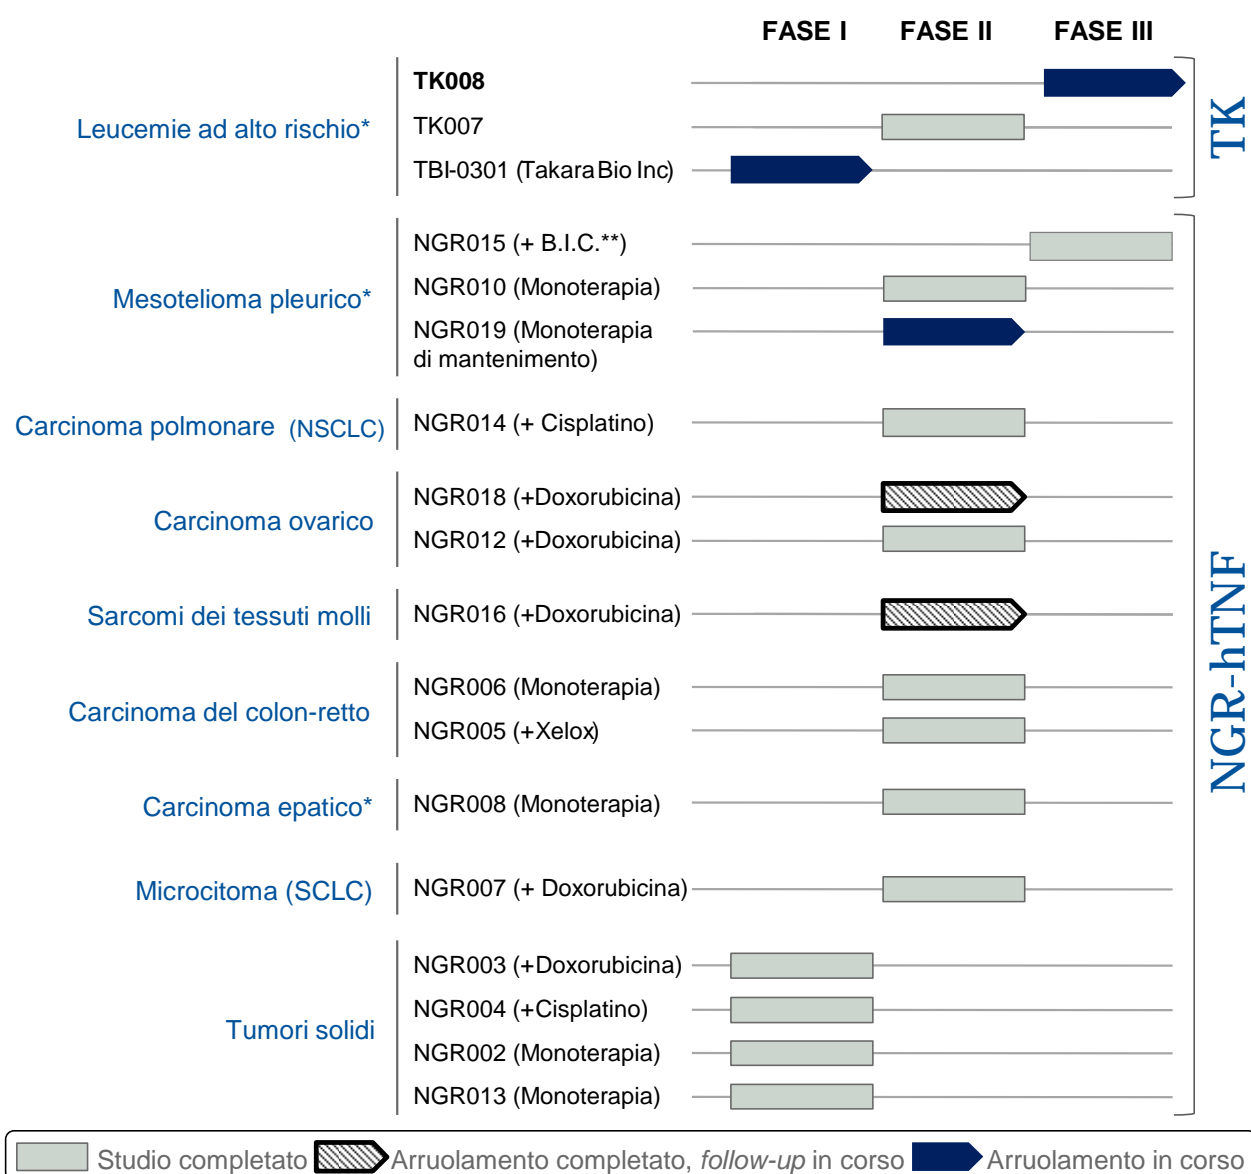 FASE I FASE II FASE III
Leucemie ad alto rischio*
TK008
TK007
TBI-0301 (Takara Bio Inc)
TK
Mesotelioma pleurico*
NGR015 (+ B.I.C.**)
NGR010 (Monoterapia)
NGR019 (Monoterapia
di mantenimento)
Carcinoma polmonare (NSCLC)
NGR014 (+ Cisplatino)
Carcinoma ovarico
NGR018 (+Doxorubicina)
NGR012 (+Doxorubicina)
Sarcomi dei tessuti molli
NGR016 (+Doxorubicina)
Carcinoma del colon-retto
NGR006 (Monoterapia)
NGR005 (+Xelox)
Carcinoma epatico*
NGR008 (Monoterapia)
Microcitoma (SCLC)
NGR007 (+ Doxorubicina)
Tumori solidi
NGR003 (+Doxorubicina)
NGR004 (+Cisplatino)
NGR002 (Monoterapia)
NGR013 (Monoterapia)
NGR-hTNF
Studio completato Arruolamento completato, follow-up in corso Arruolamento in corso